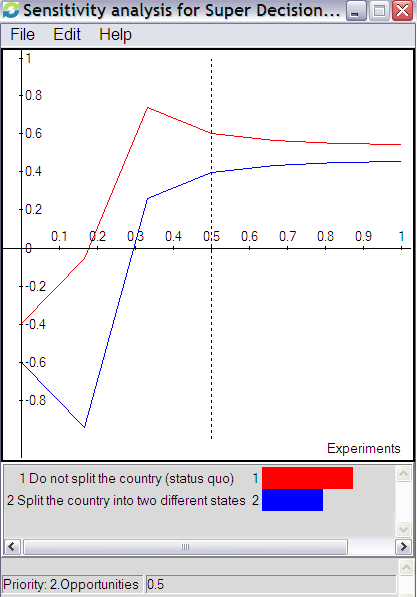 Sensitivity analysis for Super Decision...
File Edit Help
1
0.8
0.6
0.4
0.2
0 0.1 0.2 0.3 0.4 0.5 0.6 0.7 0.8 0.9 1
-0.2
-0.4
-0.6
-0.8
Experiments
1 Do not split the country (status quo) 1
2 Split the country into two different states 2
Priority: 2.Opportunities 0.5